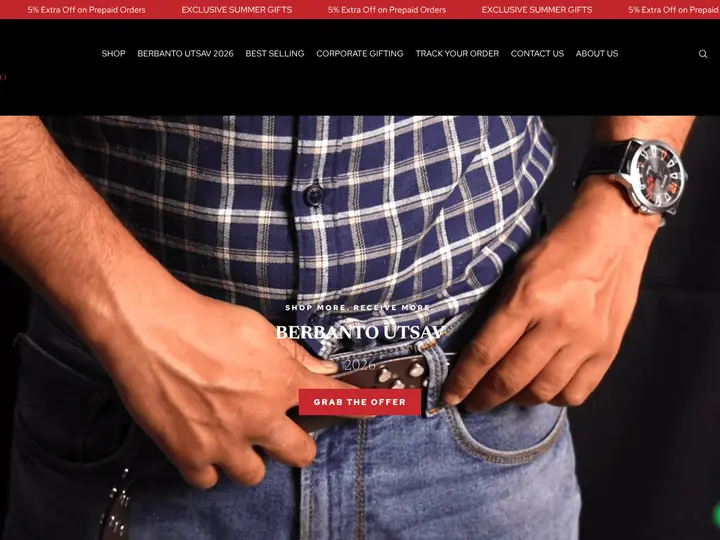 5% Extra Off on Prepaid Orders EXCLUSIVE SUMMER GIFTS 5% Extra Off on Prepaid Orders EXCLUSIVE SUMMER GIFTS 5% Extra Off on Prepaid
SHOP BERBANTO UTSAV 2026 BEST SELLING CORPORATE GIFTING TRACK YOUR ORDER CONTACT US ABOUT US
()
SHOP MORE. RECEIVE MORE.
BERBANTO UTSAV
2026
GRAB THE OFFER